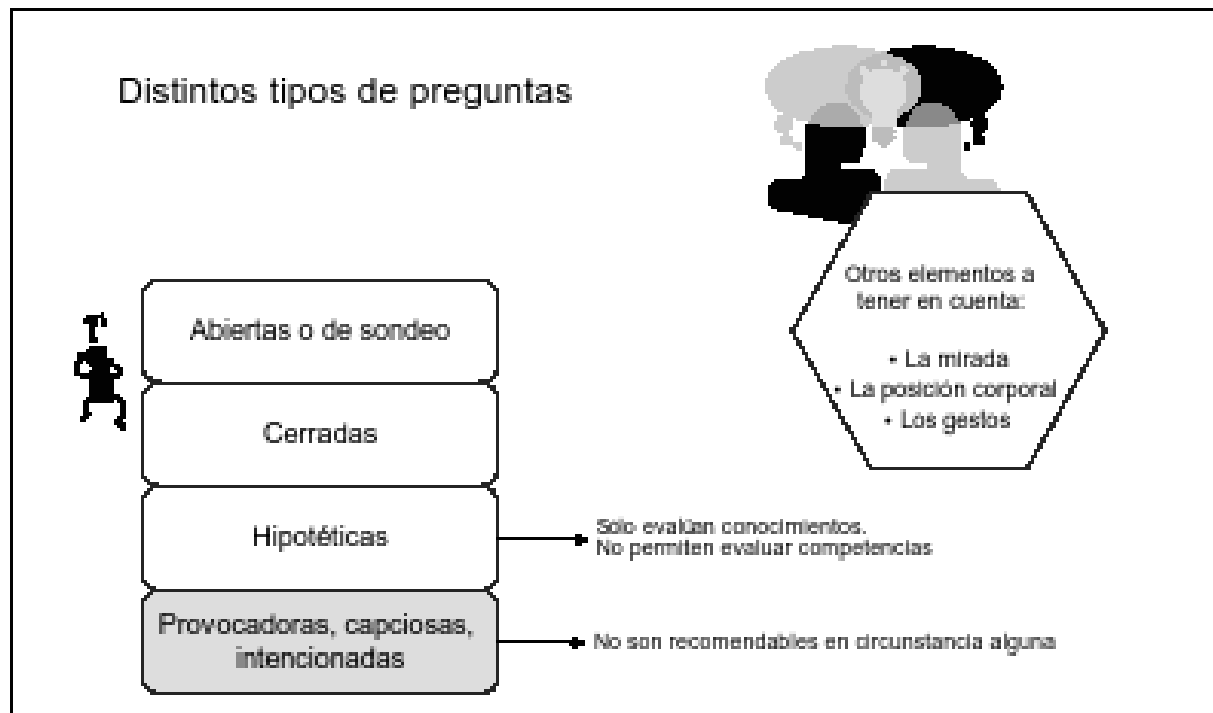 Distintos tipos de preguntas
Otros elementos a
tener en cuenta:
• La mirada
• La posición corporal
• Los gestos
Abiertas o de sondeo
Cerradas
Hipotéticas
Sólo evalúan conocimientos.
No permiten evaluar competencias
Provocadoras, capciosas,
intencionadas
No son recomendables en circunstancia alguna